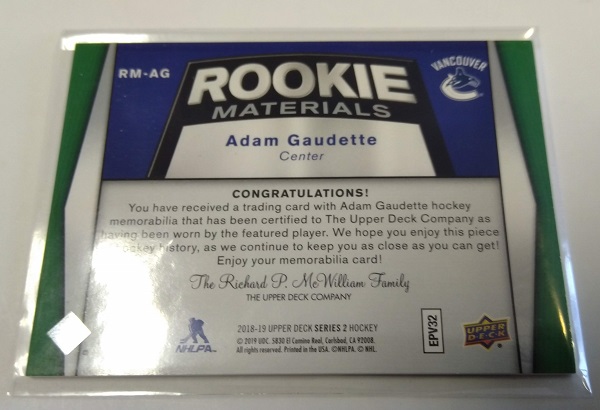 RM-AG
ROOKIE
MATERIALS
VANCOUVER
Adam Gaudette
Center
CONGRATULATIONS!
You have received a trading card with Adam Gaudette hockey
memorabilia that has been certified to The Upper Deck Company as
having been worn by the featured player. We hope you enjoy this piece
hockey history, as we continue to keep you as close as you can get!
Enjoy your memorabilia card!
The Richard P. McWilliam Family
THE UPPER DECK COMPANY
NHLPA
2018-19 UPPER DECK SERIES 2 HOCKEY
© 2019 UDC. 5830 El Camino Real, Carlsbad, CA 92008.
All rights reserved. Printed in the USA. ©NHLPA. © NHL.
EPV32
UPPER
DECK